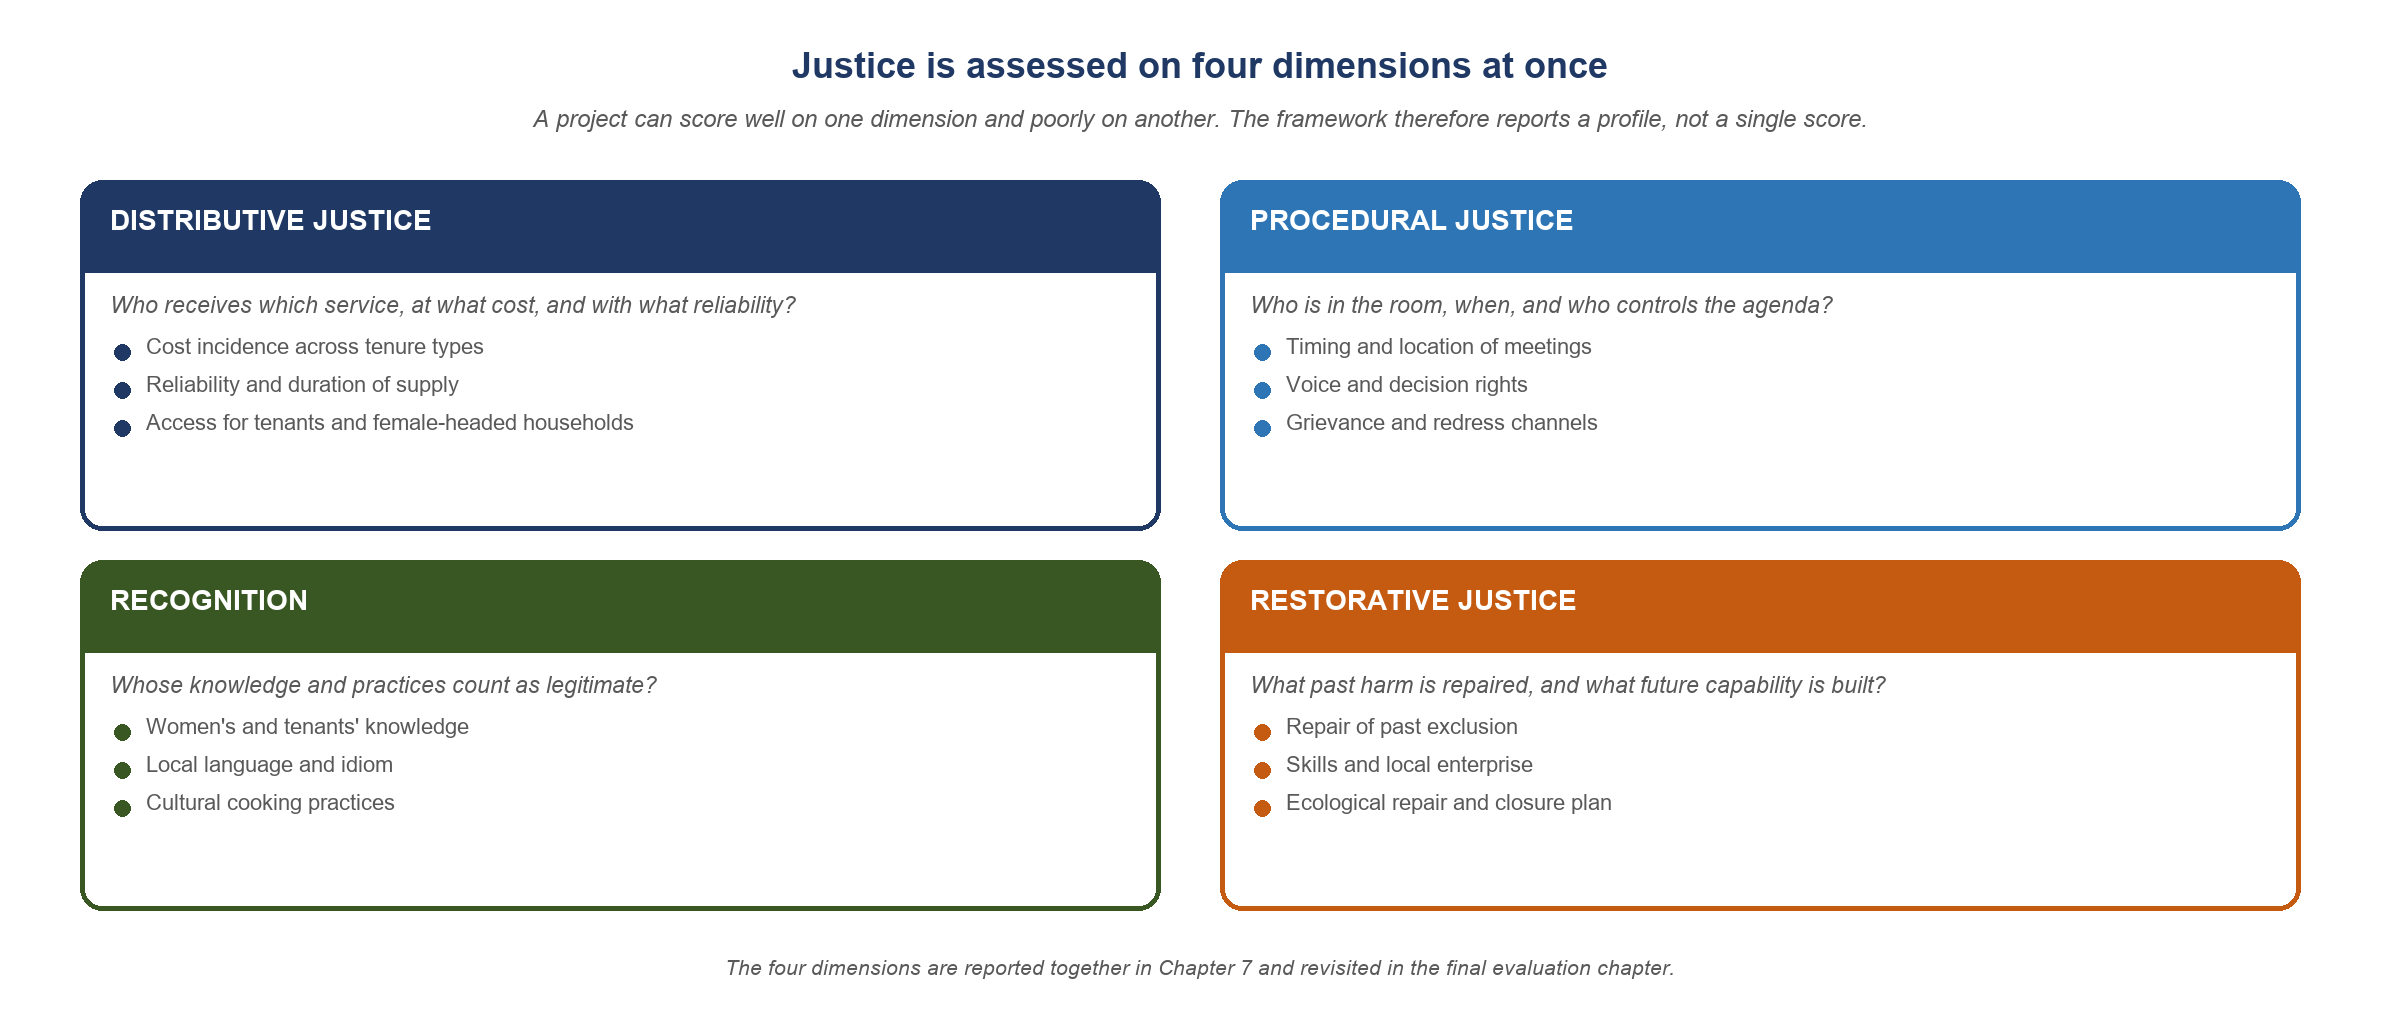 Justice is assessed on four dimensions at once
A project can score well on one dimension and poorly on another. The framework therefore reports a profile, not a single score.
DISTRIBUTIVE JUSTICE
Who receives which service, at what cost, and with what reliability?
Cost incidence across tenure types
Reliability and duration of supply
Access for tenants and female-headed households
PROCEDURAL JUSTICE
Who is in the room, when, and who controls the agenda?
Timing and location of meetings
Voice and decision rights
Grievance and redress channels
RECOGNITION
Whose knowledge and practices count as legitimate?
Women's and tenants' knowledge
Local language and idiom
Cultural cooking practices
RESTORATIVE JUSTICE
What past harm is repaired, and what future capability is built?
Repair of past exclusion
Skills and local enterprise
Ecological repair and closure plan
The four dimensions are reported together in Chapter 7 and revisited in the final evaluation chapter.